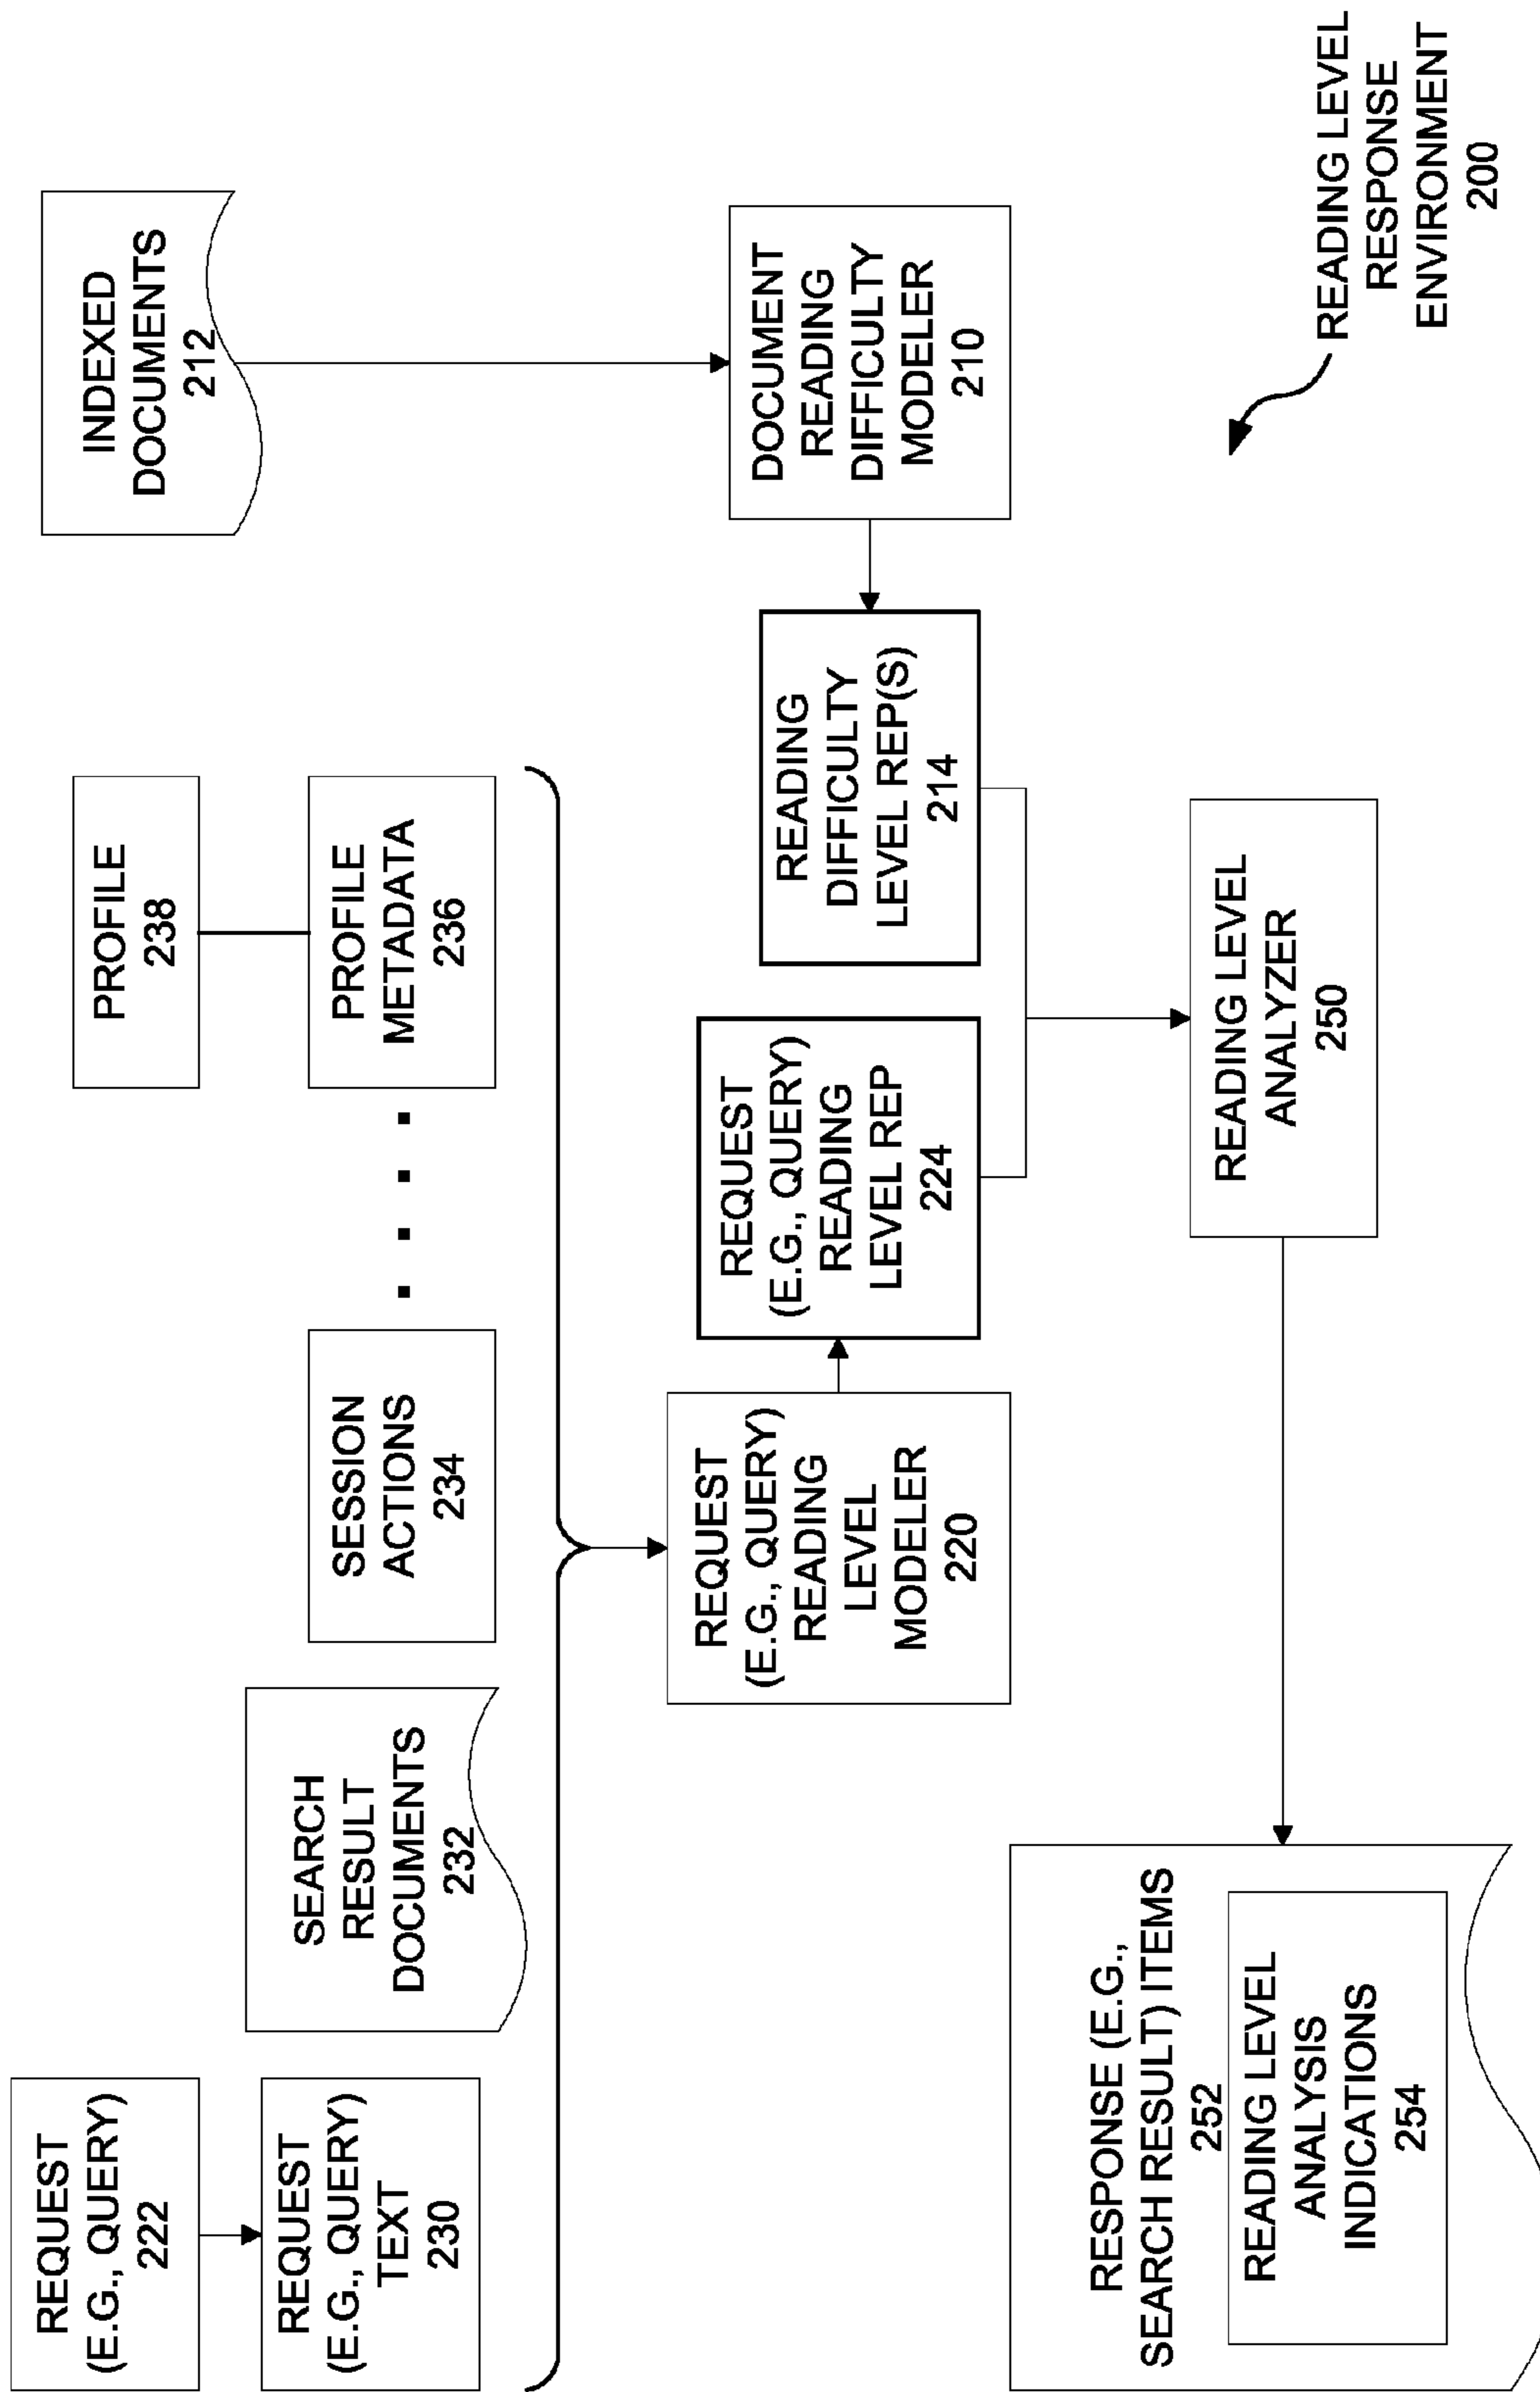 REQUEST
(E.G., QUERY)
222
REQUEST
(E.G., QUERY)
TEXT
230
SEARCH
RESULT
DOCUMENTS
232
SESSION
ACTIONS
234
PROFILE
238
PROFILE
METADATA
236
INDEXED
DOCUMENTS
212
REQUEST
(E.G., QUERY)
READING
LEVEL
MODELER
220
REQUEST
(E.G., QUERY)
READING
LEVEL REP
224
READING
DIFFICULTY
LEVEL REP(S)
214
DOCUMENT
READING
DIFFICULTY
MODELER
210
RESPONSE (E.G.,
SEARCH RESULT) ITEMS
252
READING LEVEL
ANALYSIS
INDICATIONS
254
READING LEVEL
ANALYZER
250
READING LEVEL
RESPONSE
ENVIRONMENT
200